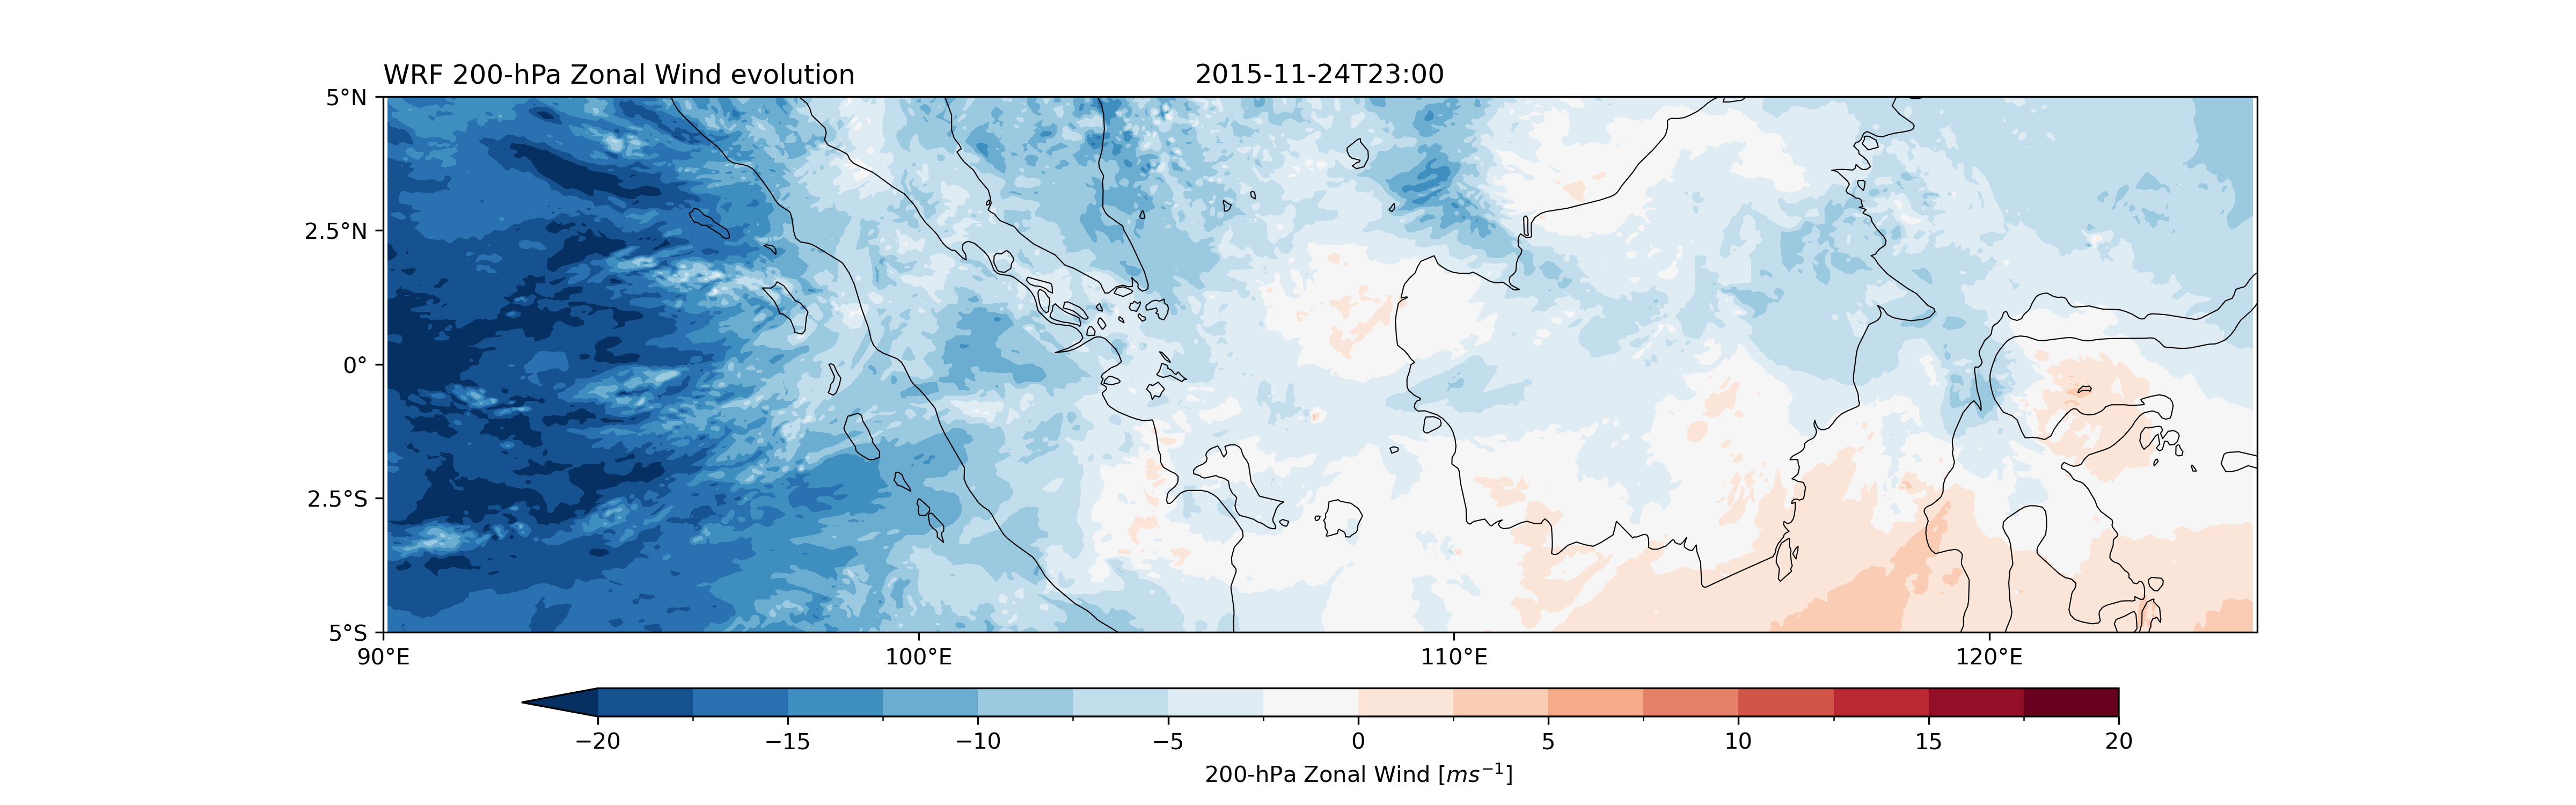 WRF 200-hPa Zonal Wind evolution 2015-11-24T23:00
5°N
2.5°N
0°
2.5°S
5°S
90°E 100°E 110°E 120°E
−20 −15 −10 −5 0 5 10 15 20
200-hPa Zonal Wind [ms⁻¹]